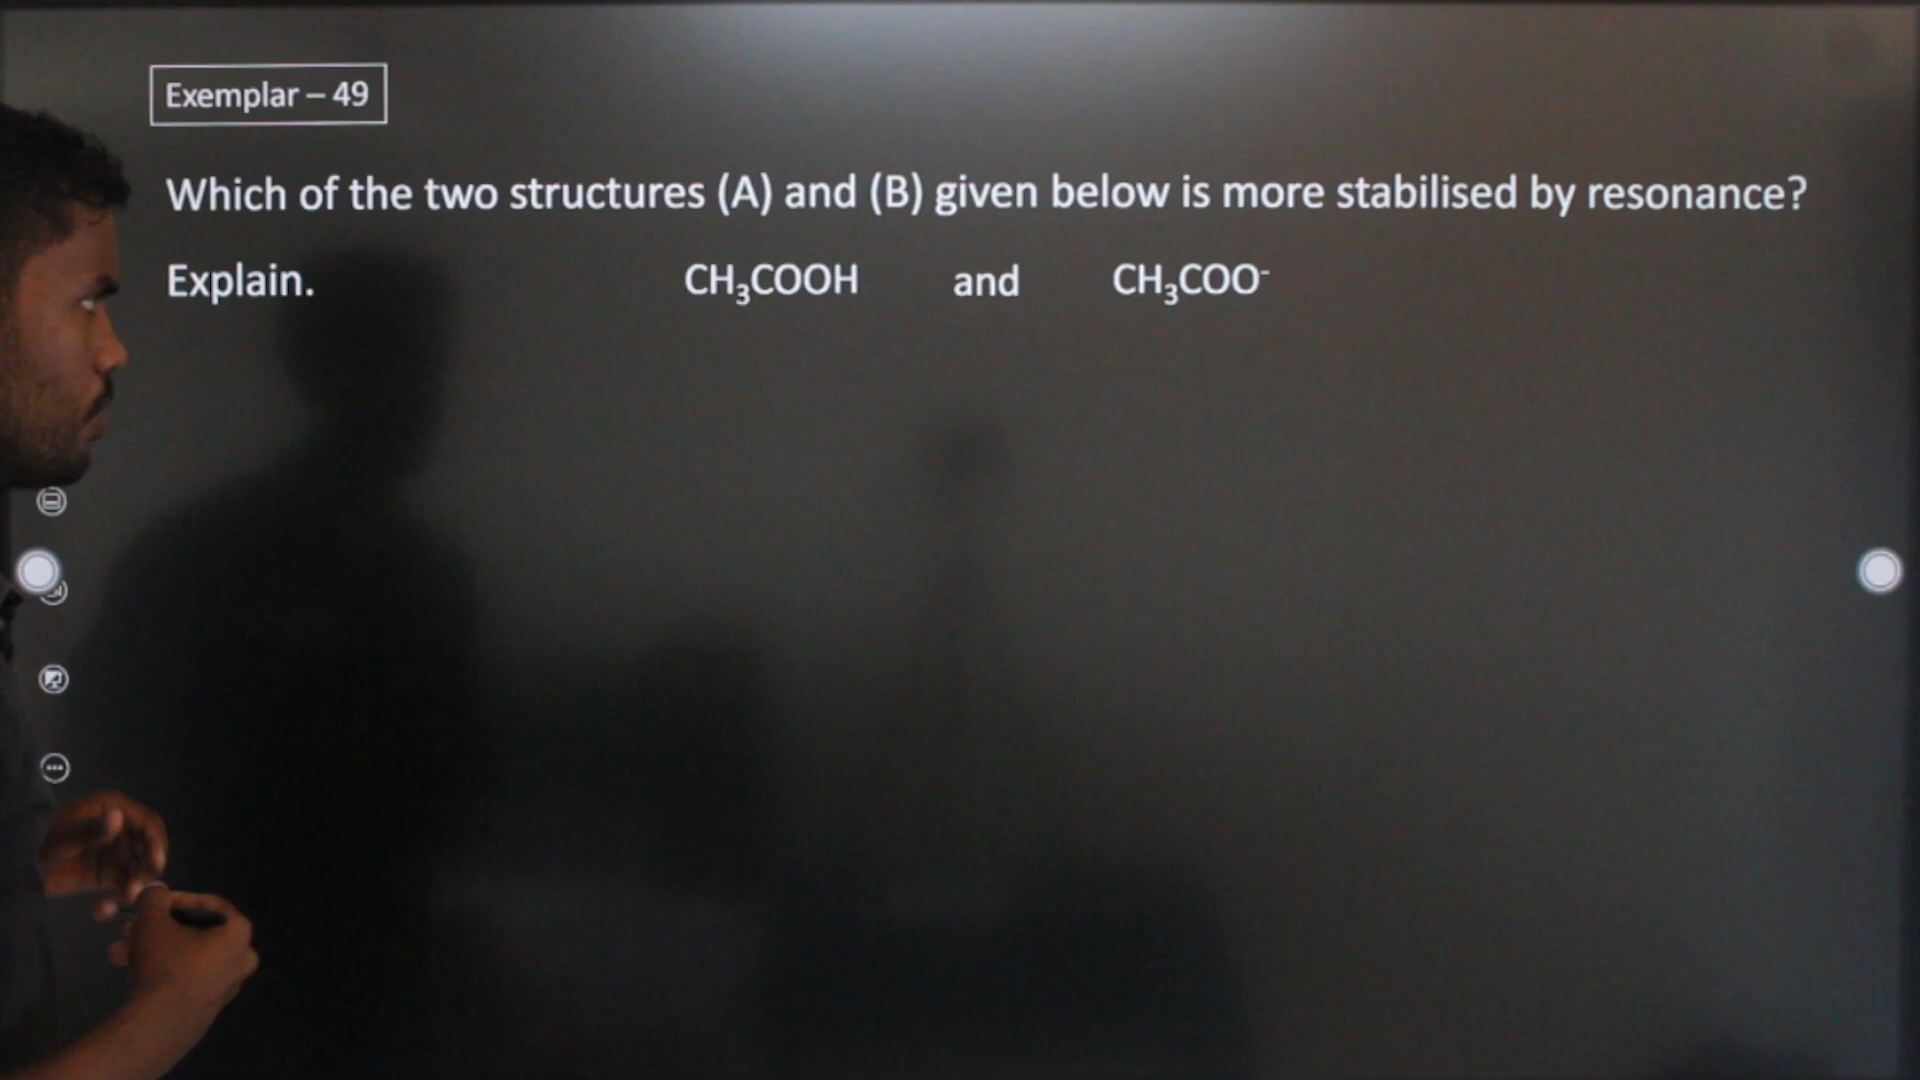 Exemplar – 49
Which of the two structures (A) and (B) given below is more stabilised by resonance?
Explain. CH₃COOH and CH₃COO⁻